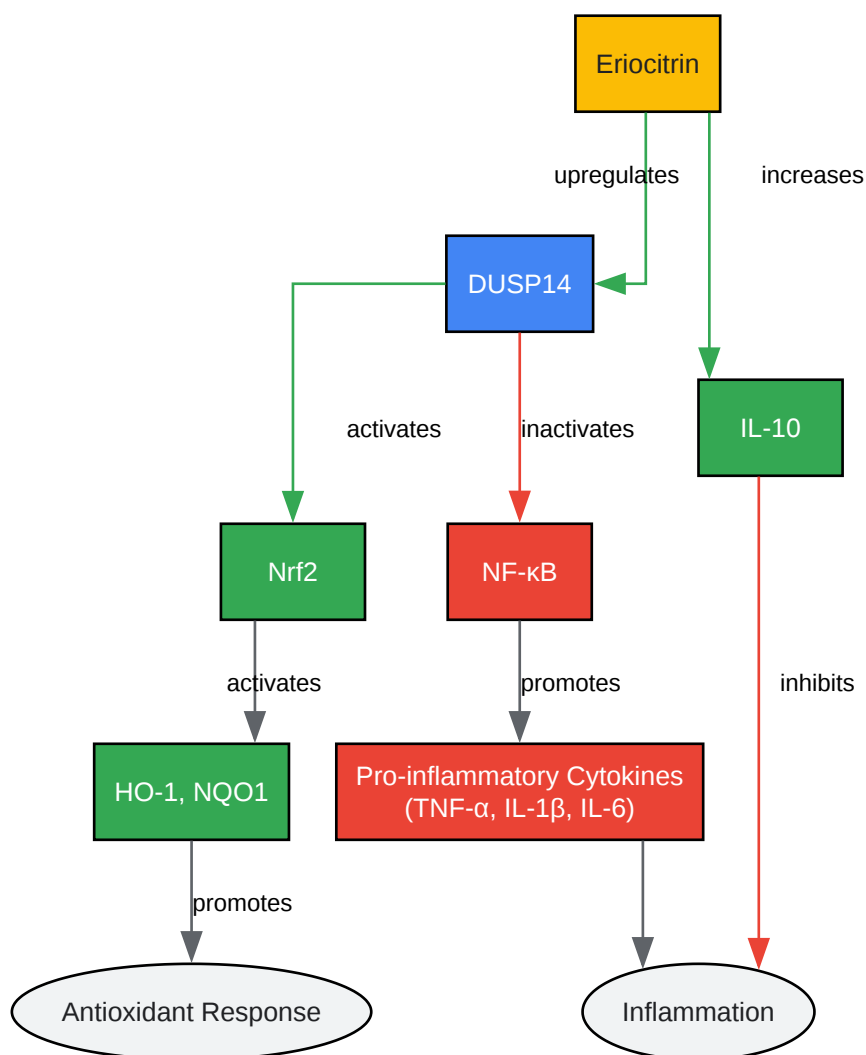 Eriocitrin
upregulates
increases
DUSP14
activates
inactivates
IL-10
Nrf2
NF-κB
activates
promotes
inhibits
HO-1, NQO1
Pro-inflammatory Cytokines
(TNF-α, IL-1β, IL-6)
promotes
Antioxidant Response
Inflammation